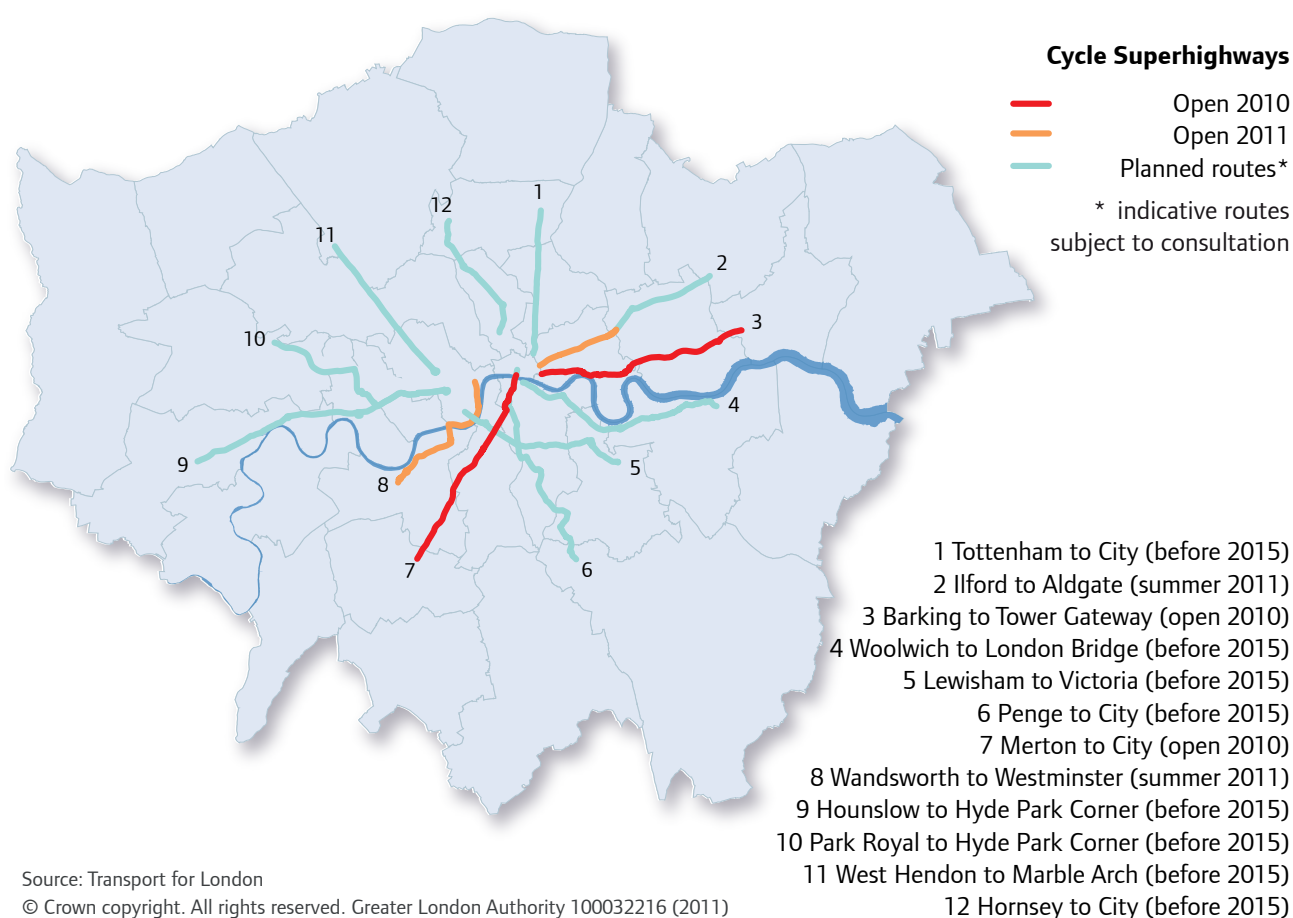 Cycle Superhighways
Open 2010
Open 2011
Planned routes*
* indicative routes
subject to consultation
1
12
11
2
3
10
4
9
5
8
7
6
1 Tottenham to City (before 2015)
2 Ilford to Aldgate (summer 2011)
3 Barking to Tower Gateway (open 2010)
4 Woolwich to London Bridge (before 2015)
5 Lewisham to Victoria (before 2015)
6 Penge to City (before 2015)
7 Merton to City (open 2010)
8 Wandsworth to Westminster (summer 2011)
9 Hounslow to Hyde Park Corner (before 2015)
10 Park Royal to Hyde Park Corner (before 2015)
11 West Hendon to Marble Arch (before 2015)
12 Hornsey to City (before 2015)
Source: Transport for London
© Crown copyright. All rights reserved. Greater London Authority 100032216 (2011)